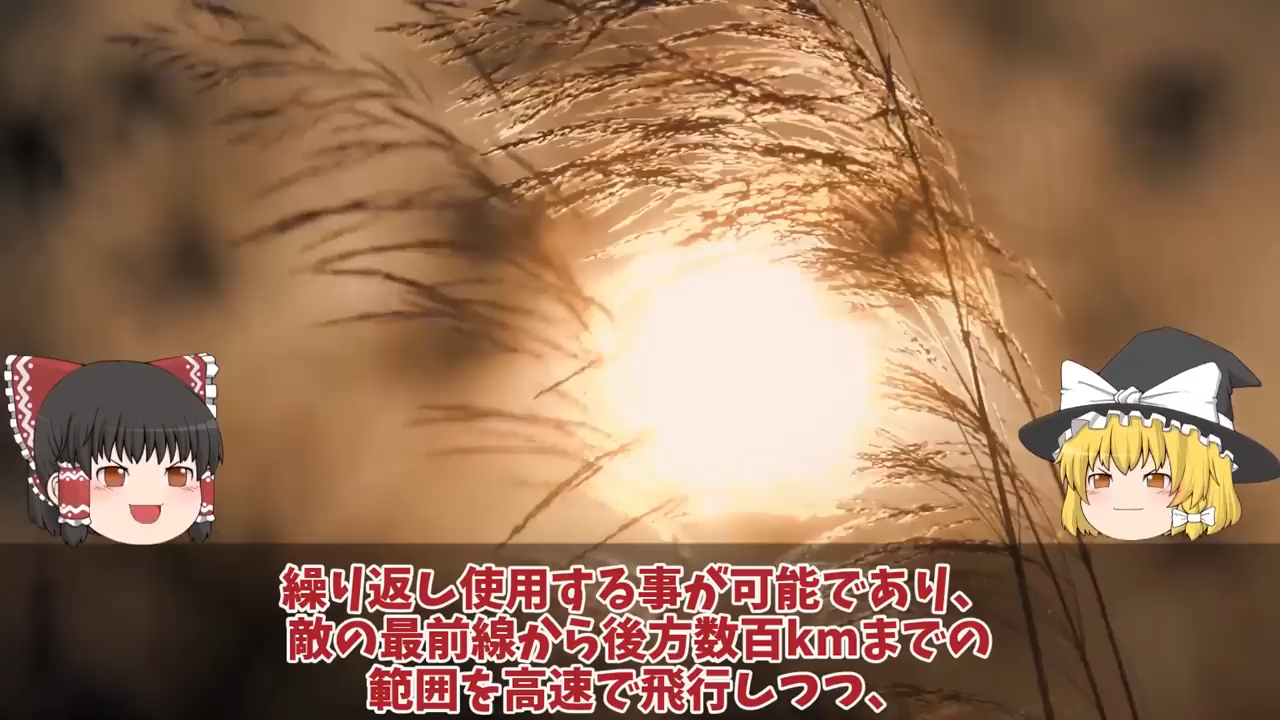 繰り返し使用する事が可能であり、
敵の最前線から後方数百kmまでの
範囲を高速で飛行しつつ、